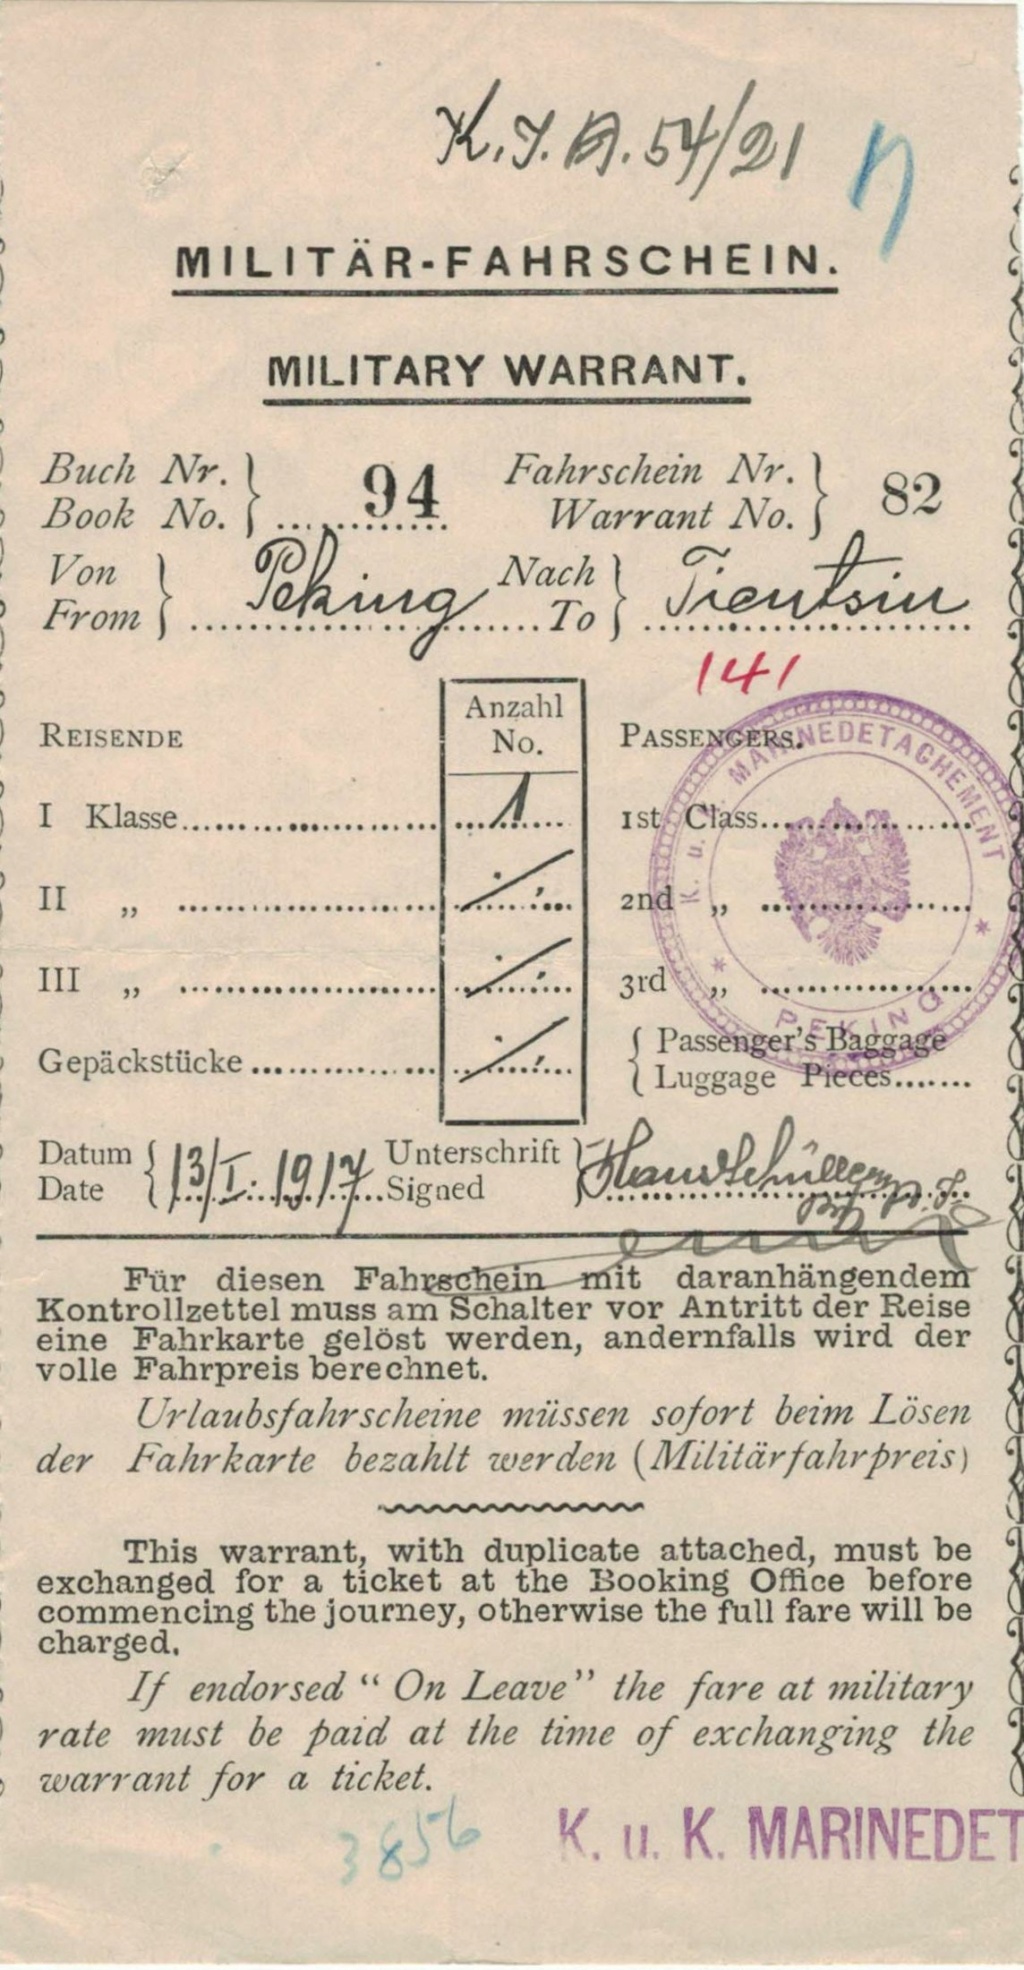 K. J. A. 54/21
MILITÄR-FAHRSCHEIN.
MILITARY WARRANT.
Buch Nr. } 94 Fahrschein Nr. } 82
Book No. } Warrant No. }
Von } Peking Nach } Tientsin
From } To }
141
Anzahl
REISENDE No. PASSENGERS.
I Klasse 1 1st Class
II „ ·/. 2nd „
III „ ·/. 3rd „
Gepäckstücke ·/. { Passenger's Baggage
{ Luggage Pieces
K. u. K. MARINEDETACHEMENT
* PEKING *
Datum { 13/I. 1917 Unterschrift }
Date { Signed }
Für diesen Fahrschein mit daranhängendem
Kontrollzettel muss am Schalter vor Antritt der Reise
eine Fahrkarte gelöst werden, andernfalls wird der
volle Fahrpreis berechnet.
Urlaubsfahrscheine müssen sofort beim Lösen
der Fahrkarte bezahlt werden (Militärfahrpreis)
This warrant, with duplicate attached, must be
exchanged for a ticket at the Booking Office before
commencing the journey, otherwise the full fare will be
charged.
If endorsed “ On Leave” the fare at military
rate must be paid at the time of exchanging the
warrant for a ticket.
3856
K. u. K. MARINEDET